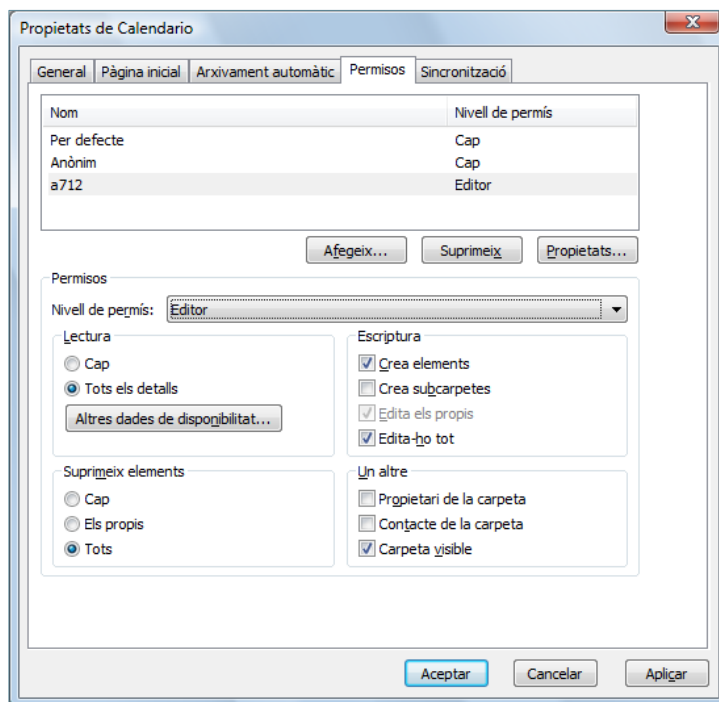 Propietats de Calendario
General Pàgina inicial Arxivament automàtic Permisos Sincronització
Nom Nivell de permís
Per defecte Cap
Anònim Cap
a712 Editor
Afegeix... Suprimeix Propietats...
Permisos
Nivell de permís: Editor
Lectura Escriptura
Cap Crea elements
Tots els detalls Crea subcarpetes
Altres dades de disponibilitat... Edita els propis
Edita-ho tot
Suprimeix elements Un altre
Cap Propietari de la carpeta
Els propis Contacte de la carpeta
Tots Carpeta visible
Aceptar Cancelar Aplicar